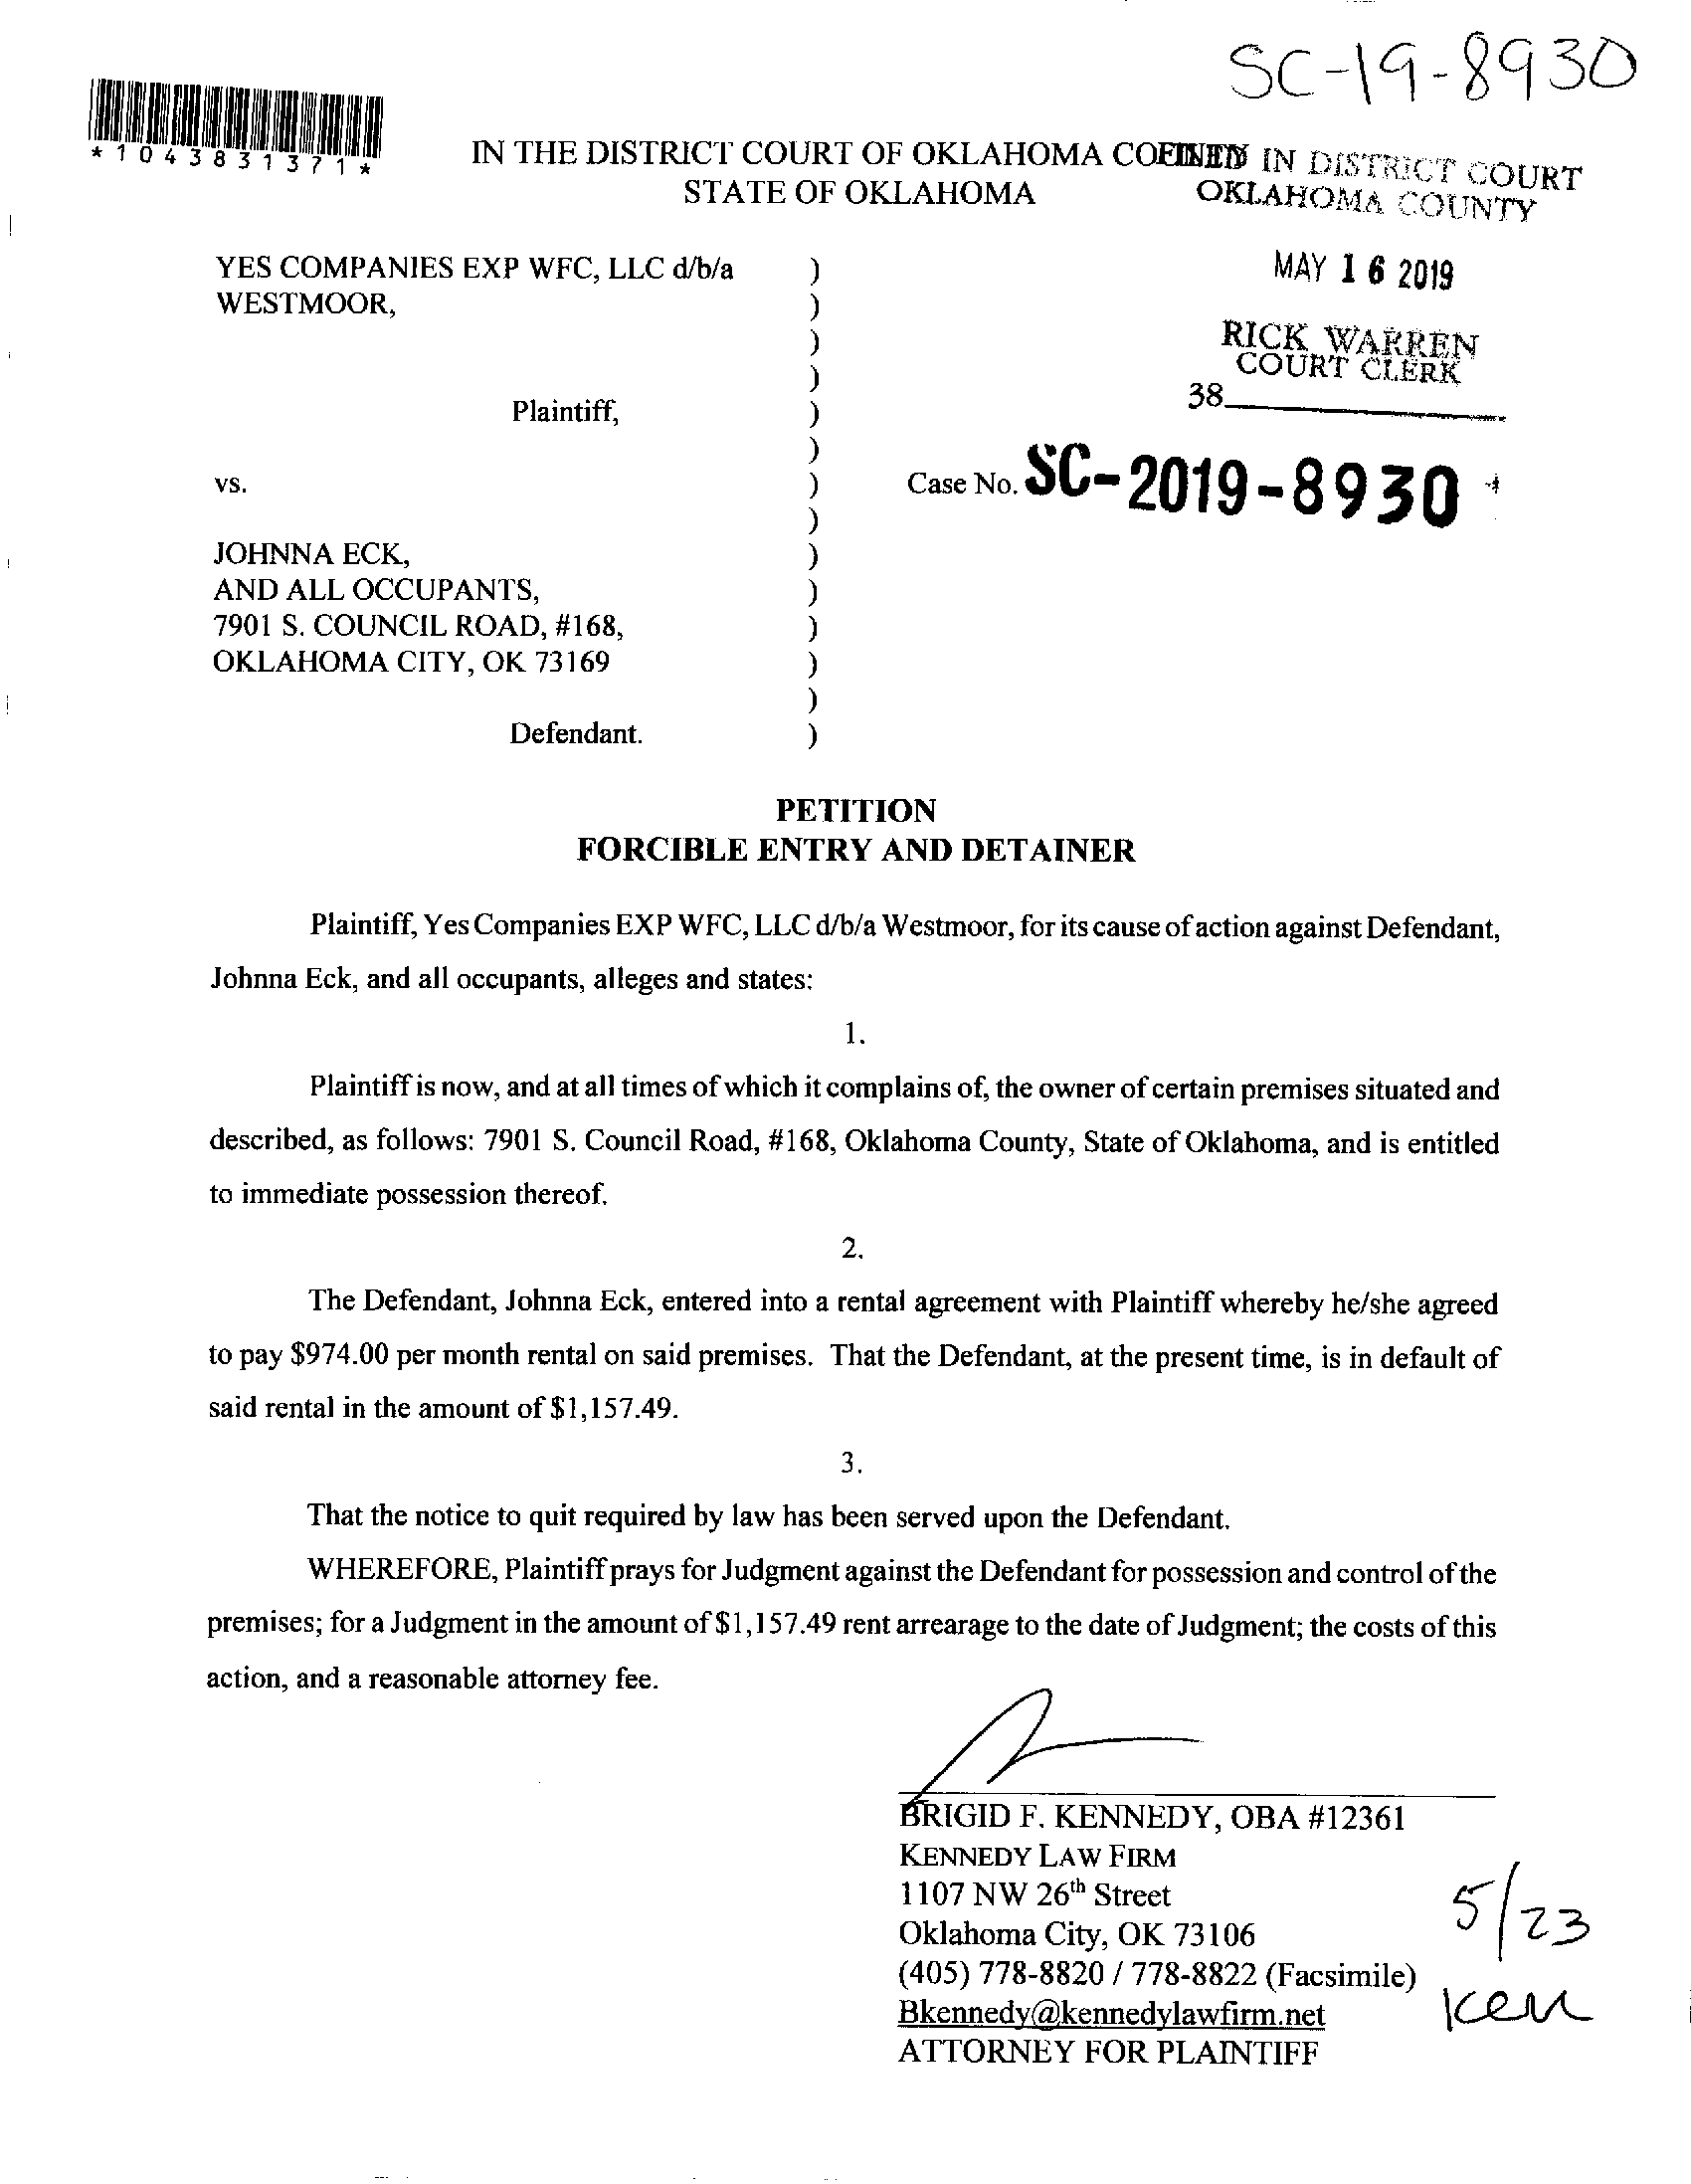 SC-19-8930
*1043831371*
IN THE DISTRICT COURT OF OKLAHOMA
STATE OF OKLAHOMA
IN DISTRICT COURT
OKLAHOMA COUNTY
MAY 16 2019
RICK WARREN
COURT CLERK
38
YES COMPANIES EXP WFC, LLC d/b/a )
WESTMOOR, )
)
)
Plaintiff, )
)
vs. )
Case No. SC-2019-8930
)
JOHNNA ECK, )
AND ALL OCCUPANTS, )
7901 S. COUNCIL ROAD, #168, )
OKLAHOMA CITY, OK 73169 )
)
Defendant. )
PETITION
FORCIBLE ENTRY AND DETAINER
Plaintiff, Yes Companies EXP WFC, LLC d/b/a Westmoor, for its cause of action against Defendant,
Johnna Eck, and all occupants, alleges and states:
1.
Plaintiff is now, and at all times of which it complains of, the owner of certain premises situated and
described, as follows: 7901 S. Council Road, #168, Oklahoma County, State of Oklahoma, and is entitled
to immediate possession thereof.
2.
The Defendant, Johnna Eck, entered into a rental agreement with Plaintiff whereby he/she agreed
to pay $974.00 per month rental on said premises. That the Defendant, at the present time, is in default of
said rental in the amount of $1,157.49.
3.
That the notice to quit required by law has been served upon the Defendant.
WHEREFORE, Plaintiff prays for Judgment against the Defendant for possession and control of the
premises; for a Judgment in the amount of $1,157.49 rent arrearage to the date of Judgment; the costs of this
action, and a reasonable attorney fee.
BRIGID F. KENNEDY, OBA #12361
KENNEDY LAW FIRM
1107 NW 26th Street
Oklahoma City, OK 73106
(405) 778-8820 / 778-8822 (Facsimile)
Bkennedy@kennedylawfirm.net
ATTORNEY FOR PLAINTIFF
5/23